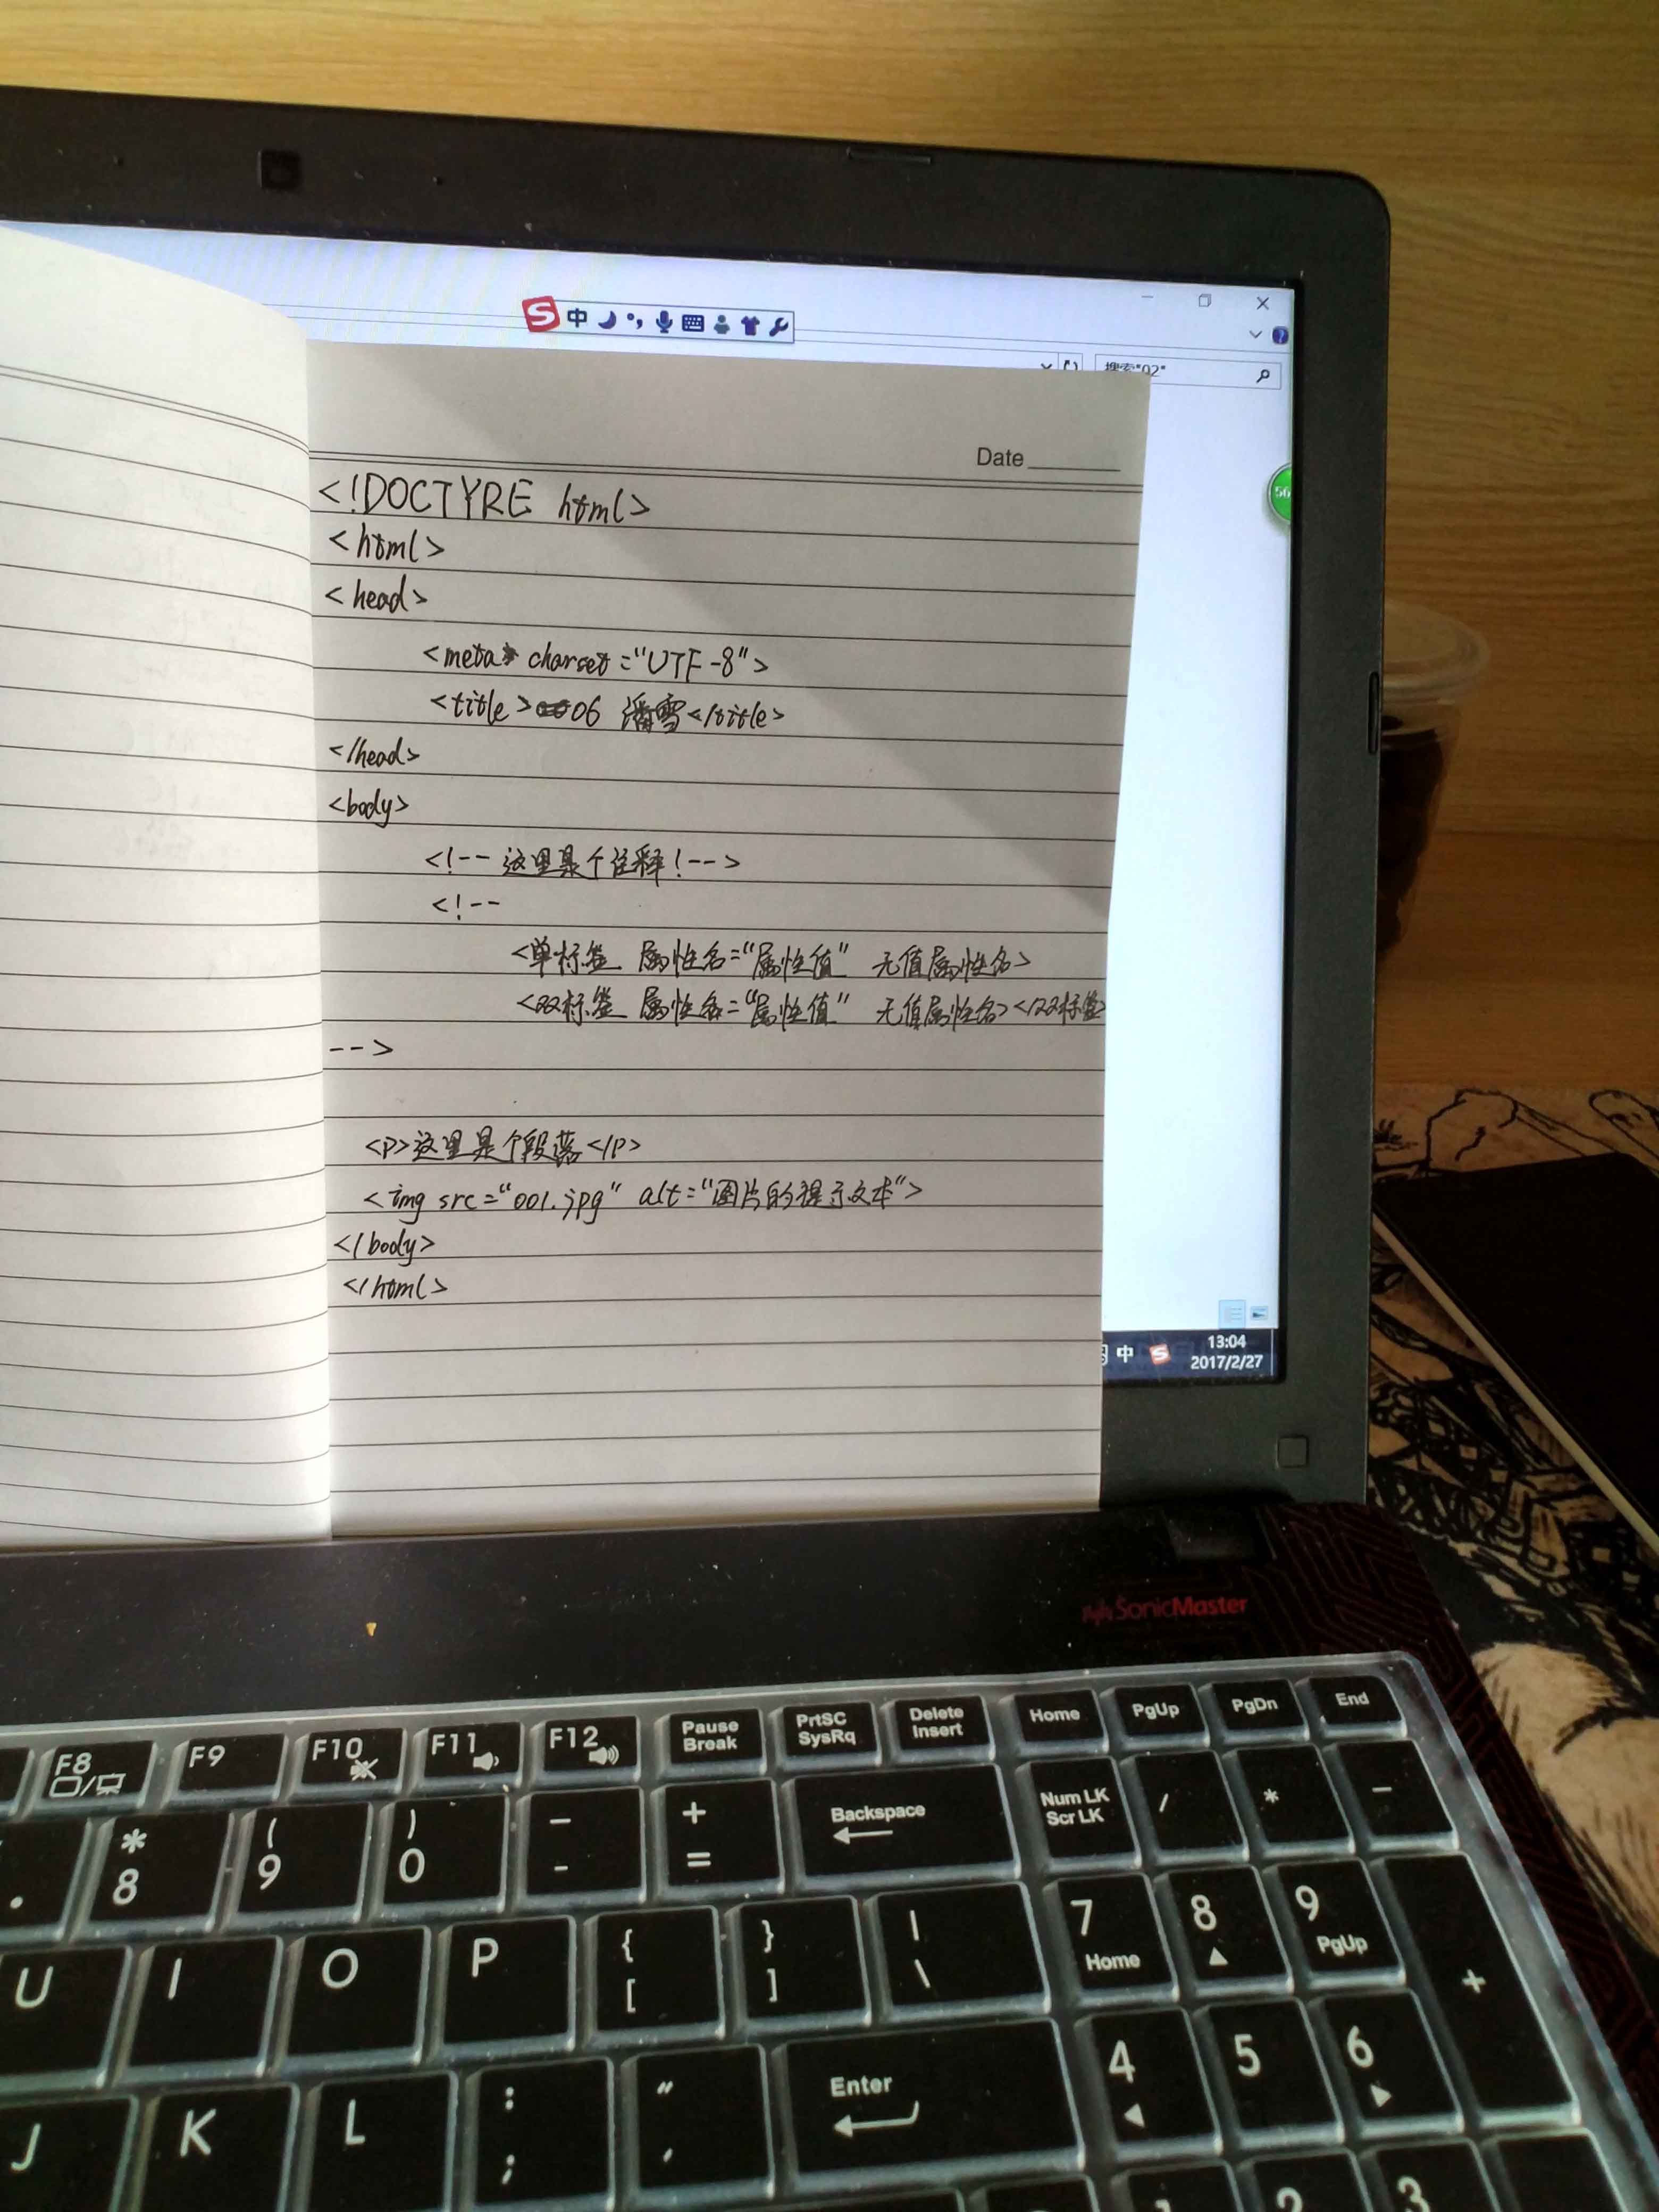 中
搜索"02"
56
Date
<!DOCTYRE html>
<html>
<head>
<meta charset="UTF-8">
<title>06 潘雪</title>
</head>
<body>
<!-- 这里是个注释!-->
<!--
<单标签 属性名="属性值" 无值属性名>
<双标签 属性名="属性值" 无值属性名></双标签>
-->
<p>这里是个段落</p>
<img src="001.jpg" alt="图片的提示文本">
</body>
</html>
中 S 13:04
2017/2/27
SonicMaster
F8 F9 F10 F11 F12 Pause Break PrtSC SysRq Delete Insert Home PgUp PgDn End
* 8 ( 9 ) 0 — - + = Backspace Num LK Scr LK / * −
U I O P { [ } ] | \ 7 Home 8 9 PgUp +
J K L : ; " ' Enter 4 5 6
1 2 3